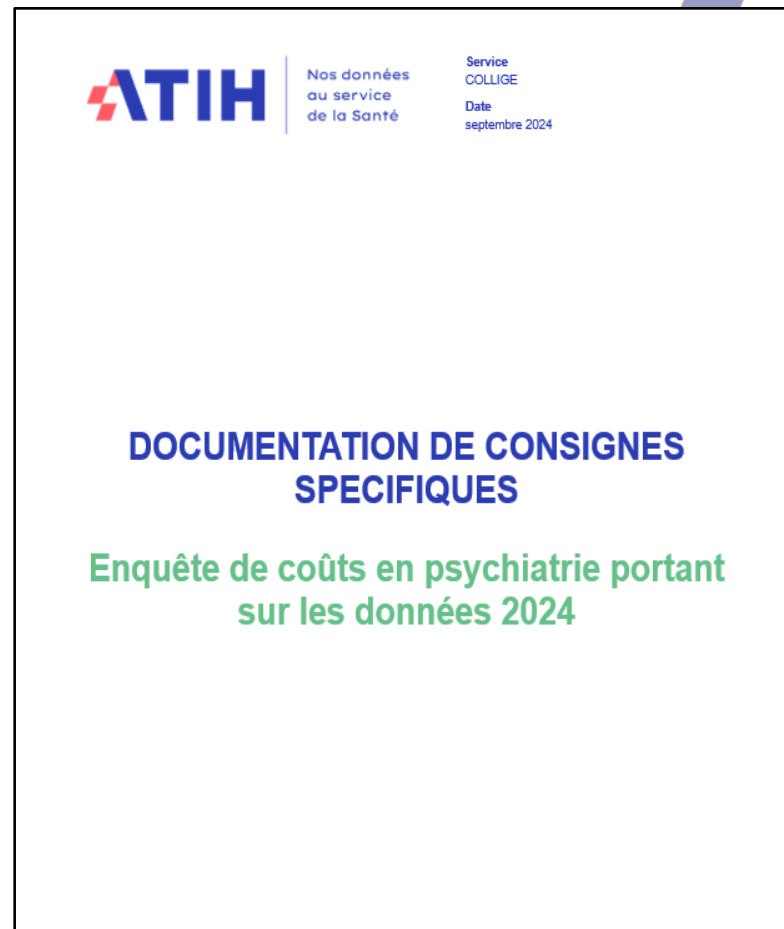 ATIH
Nos données
au service
de la Santé
Service
COLLIGE
Date
septembre 2024
DOCUMENTATION DE CONSIGNES
SPECIFIQUES
Enquête de coûts en psychiatrie portant
sur les données 2024